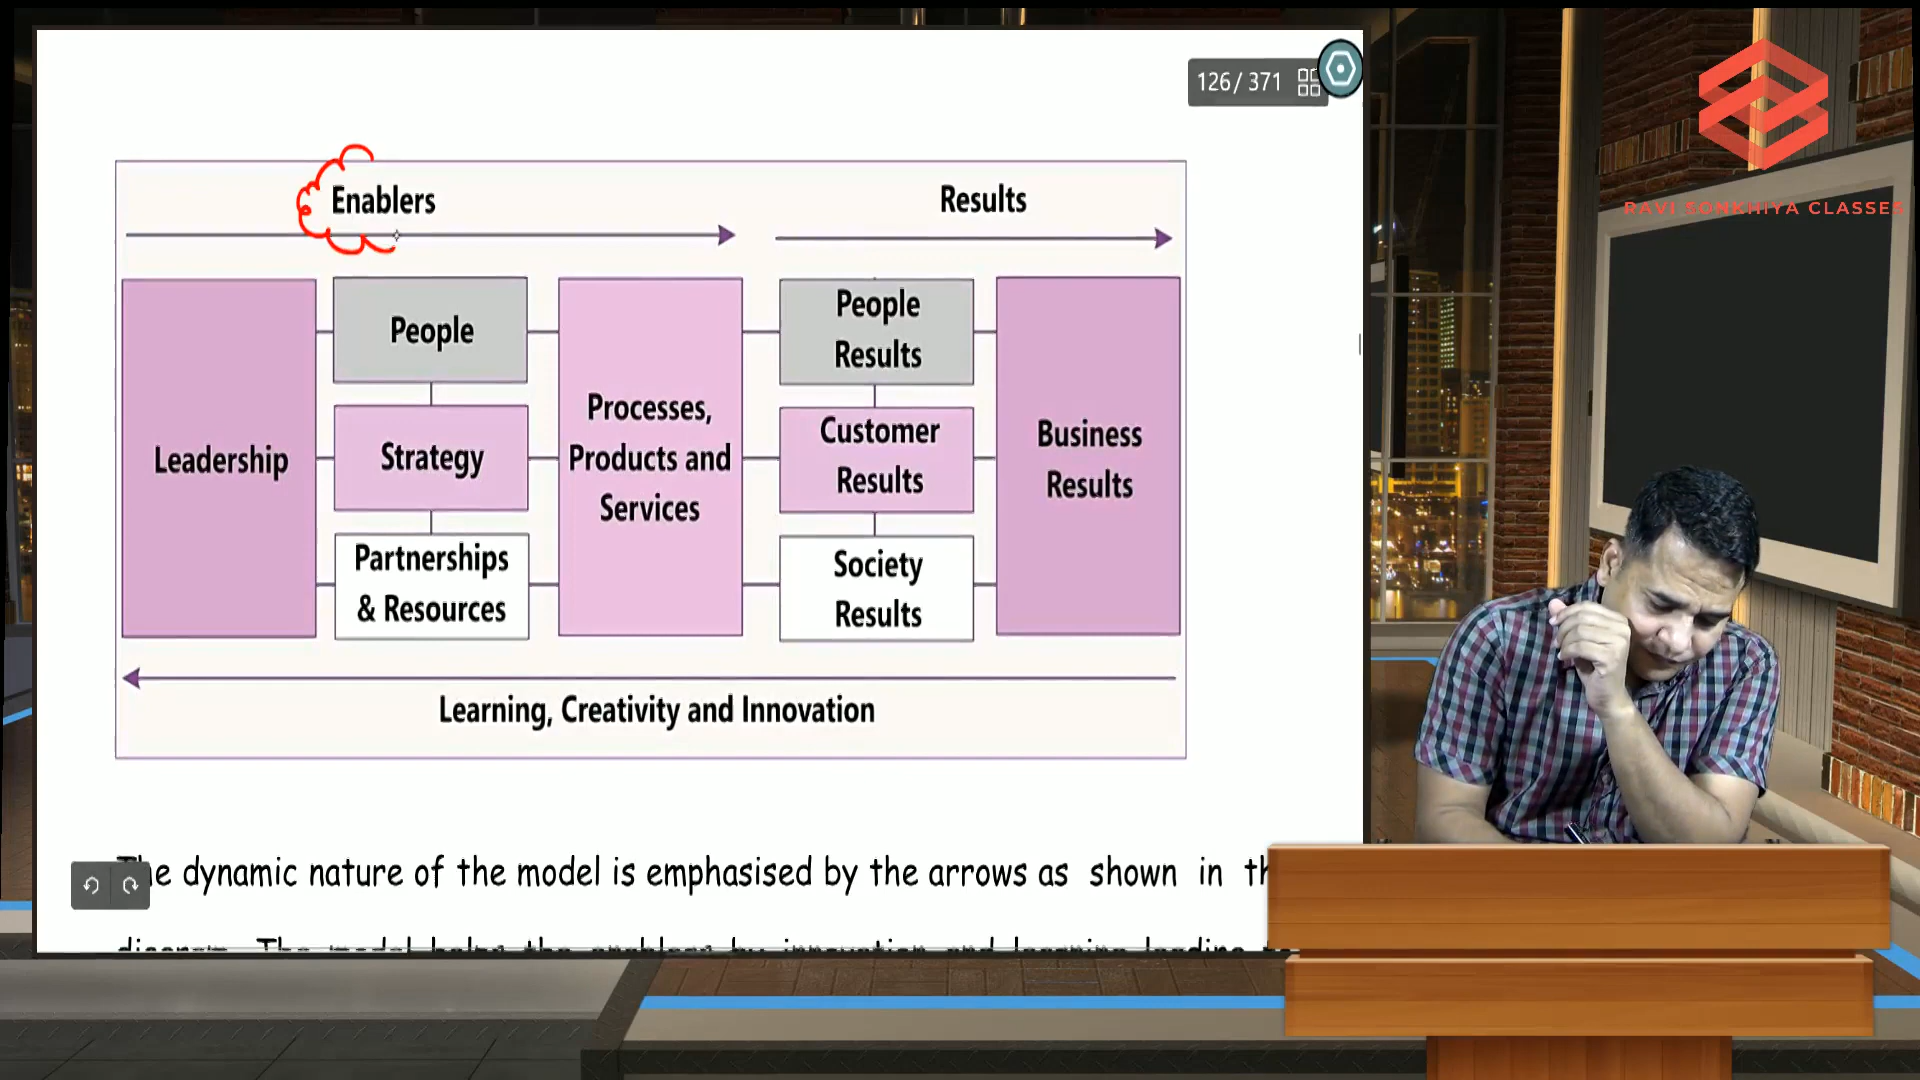 126/ 371
RAVI SONKHIYA CLASSES
Enablers
Results
Leadership
People
Strategy
Partnerships
& Resources
Processes,
Products and
Services
People
Results
Customer
Results
Society
Results
Business
Results
Learning, Creativity and Innovation
dynamic nature of the model is emphasised by the arrows as shown in